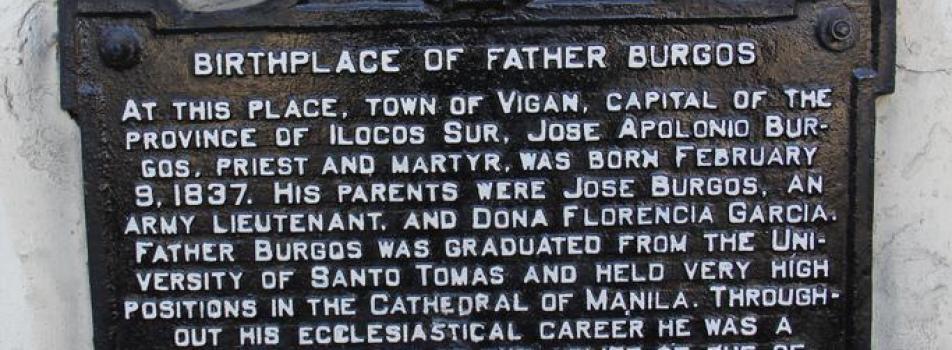 BIRTHPLACE OF FATHER BURGOS
AT THIS PLACE, TOWN OF VIGAN, CAPITAL OF THE
PROVINCE OF ILOCOS SUR, JOSE APOLONIO BUR-
GOS, PRIEST AND MARTYR, WAS BORN FEBRUARY
9, 1837. HIS PARENTS WERE JOSE BURGOS, AN
ARMY LIEUTENANT, AND DONA FLORENCIA GARCIA.
FATHER BURGOS WAS GRADUATED FROM THE UNI-
VERSITY OF SANTO TOMAS AND HELD VERY HIGH
POSITIONS IN THE CATHEDRAL OF MANILA. THROUGH-
OUT HIS ECCLESIASTICAL CAREER HE WAS A